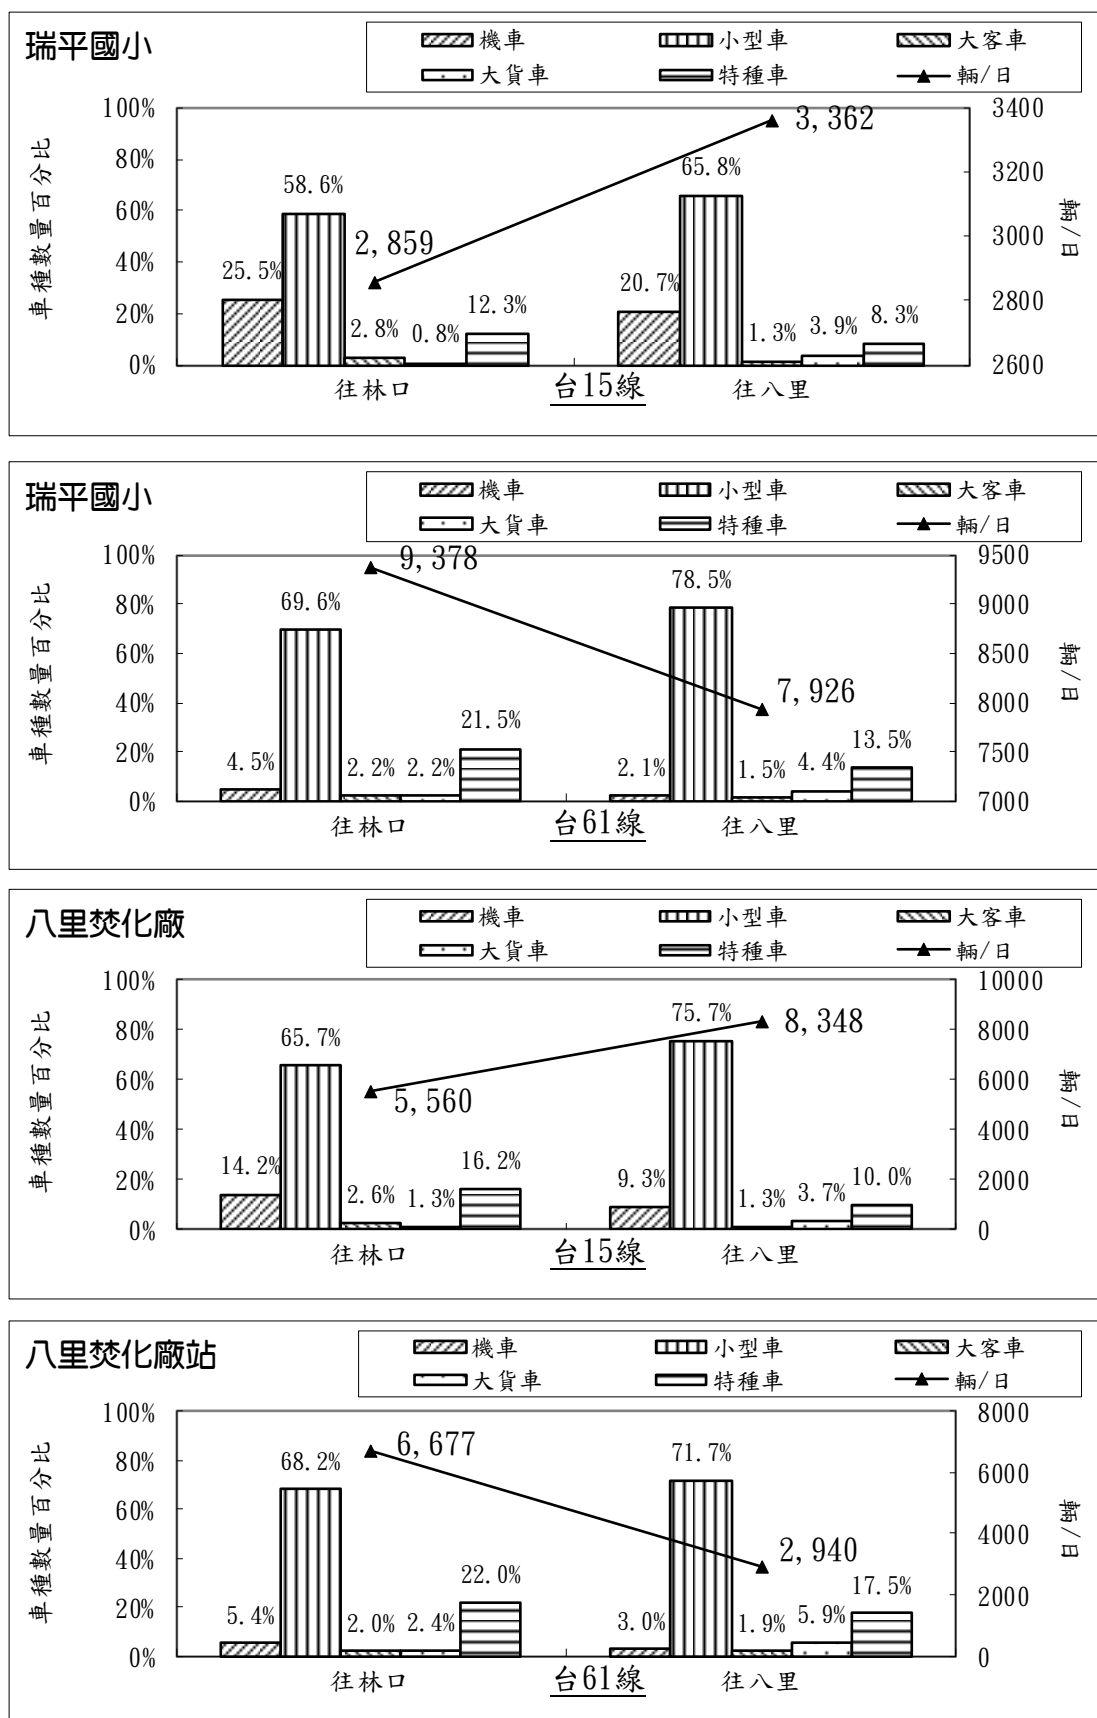 瑞平國小
機車 小型車 大客車
大貨車 特種車 輛/日
車種數量百分比
100%
80%
60%
40%
20%
0%
25.5% 58.6% 2.8% 0.8% 12.3%
2,859
20.7% 65.8% 1.3% 3.9% 8.3%
3,362
3400
3200
3000
2800
2600
輛/日
往林口 台15線 往八里
瑞平國小
機車 小型車 大客車
大貨車 特種車 輛/日
車種數量百分比
100%
80%
60%
40%
20%
0%
4.5% 69.6% 2.2% 2.2% 21.5%
9,378
2.1% 78.5% 1.5% 4.4% 13.5%
7,926
9500
9000
8500
8000
7500
7000
輛/日
往林口 台61線 往八里
八里焚化廠
機車 小型車 大客車
大貨車 特種車 輛/日
車種數量百分比
100%
80%
60%
40%
20%
0%
14.2% 65.7% 2.6% 1.3% 16.2%
5,560
9.3% 75.7% 1.3% 3.7% 10.0%
8,348
10000
8000
6000
4000
2000
0
輛/日
往林口 台15線 往八里
八里焚化廠站
機車 小型車 大客車
大貨車 特種車 輛/日
車種數量百分比
100%
80%
60%
40%
20%
0%
5.4% 68.2% 2.0% 2.4% 22.0%
6,677
3.0% 71.7% 1.9% 5.9% 17.5%
2,940
8000
6000
4000
2000
0
輛/日
往林口 台61線 往八里